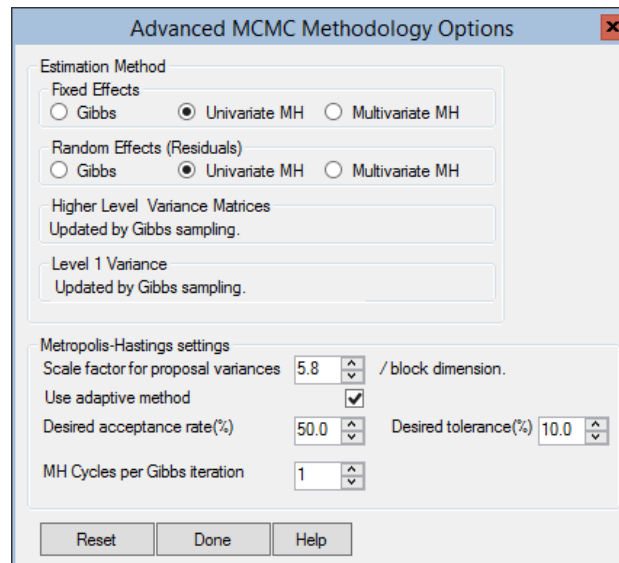 Advanced MCMC Methodology Options
Estimation Method
Fixed Effects
Gibbs Univariate MH Multivariate MH
Random Effects (Residuals)
Gibbs Univariate MH Multivariate MH
Higher Level Variance Matrices
Updated by Gibbs sampling.
Level 1 Variance
Updated by Gibbs sampling.
Metropolis-Hastings settings
Scale factor for proposal variances 5.8 / block dimension.
Use adaptive method
Desired acceptance rate(%) 50.0 Desired tolerance(%) 10.0
MH Cycles per Gibbs iteration 1
Reset Done Help